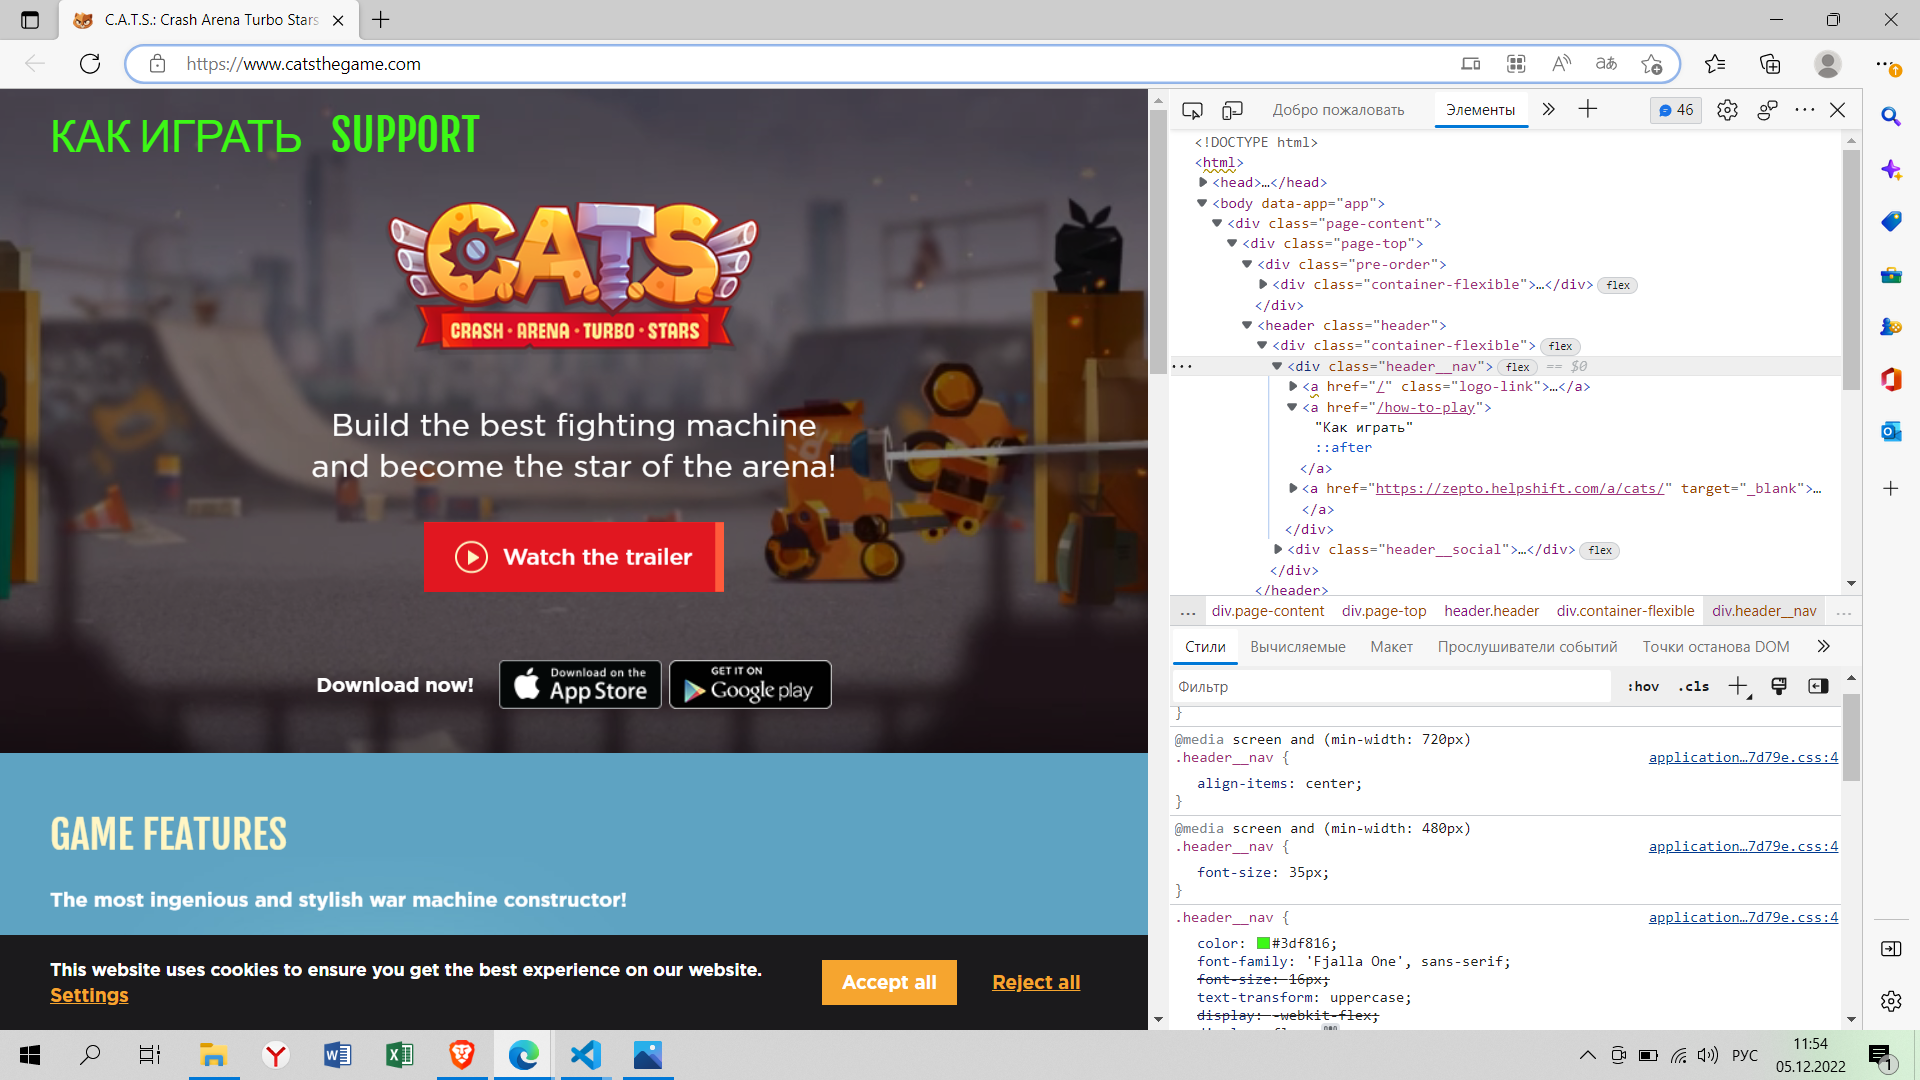 C.A.T.S.: Crash Arena Turbo Stars
https://www.catsthegame.com
КАК ИГРАТЬ SUPPORT
C.A.T.S.
CRASH · ARENA · TURBO · STARS
Build the best fighting machine
and become the star of the arena!
Watch the trailer
Download now!
Download on the
App Store
GET IT ON
Google play
GAME FEATURES
The most ingenious and stylish war machine constructor!
This website uses cookies to ensure you get the best experience on our website.
Settings
Accept all
Reject all
Добро пожаловать Элементы 46
<!DOCTYPE html>
<html>
<head>…</head>
<body data-app="app">
<div class="page-content">
<div class="page-top">
<div class="pre-order">
<div class="container-flexible">…</div> flex
</div>
<header class="header">
<div class="container-flexible"> flex
<div class="header__nav"> flex == $0
<a href="/" class="logo-link">…</a>
<a href="/how-to-play">
"Как играть"
::after
</a>
<a href="https://zepto.helpshift.com/a/cats/" target="_blank">…
</a>
</div>
<div class="header__social">…</div> flex
</div>
</header>
... div.page-content div.page-top header.header div.container-flexible div.header__nav ...
Стили Вычисляемые Макет Прослушиватели событий Точки останова DOM
Фильтр :hov .cls
}
@media screen and (min-width: 720px)
.header__nav { application…7d79e.css:4
align-items: center;
}
@media screen and (min-width: 480px)
.header__nav { application…7d79e.css:4
font-size: 35px;
}
.header__nav { application…7d79e.css:4
color: #3df816;
font-family: 'Fjalla One', sans-serif;
font-size: 16px;
text-transform: uppercase;
display: -webkit-flex;
РУС
11:54
05.12.2022
1